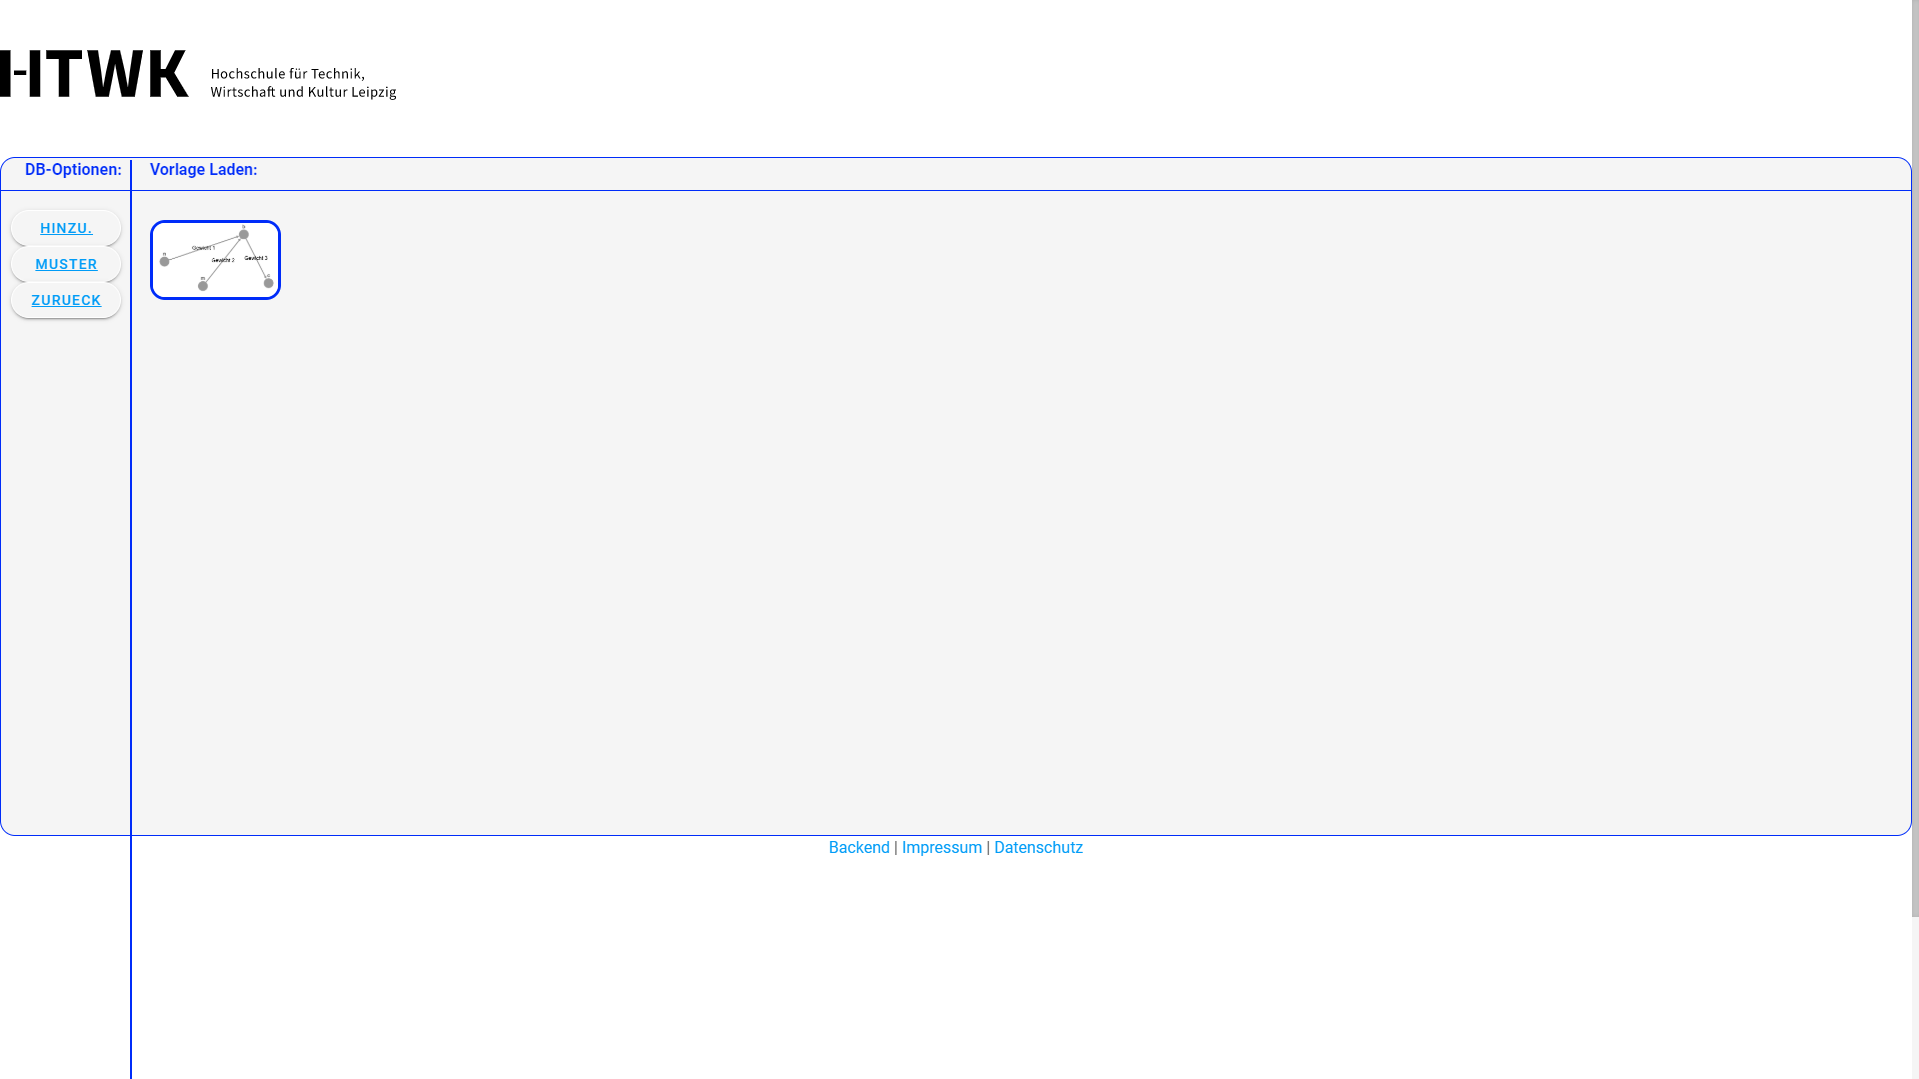 HTWK
Hochschule für Technik,
Wirtschaft und Kultur Leipzig
DB-Optionen:
Vorlage Laden:
HINZU.
MUSTER
ZURUECK
Gewicht 1
Gewicht 2
Gewicht 3
Backend | Impressum | Datenschutz